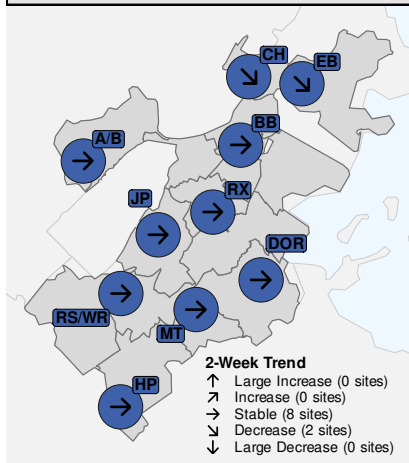 CH
EB
BB
A/B
RX
JP
DOR
RS/WR
MT
HP
2-Week Trend
↑ Large Increase (0 sites)
↗ Increase (0 sites)
→ Stable (8 sites)
↘ Decrease (2 sites)
↓ Large Decrease (0 sites)